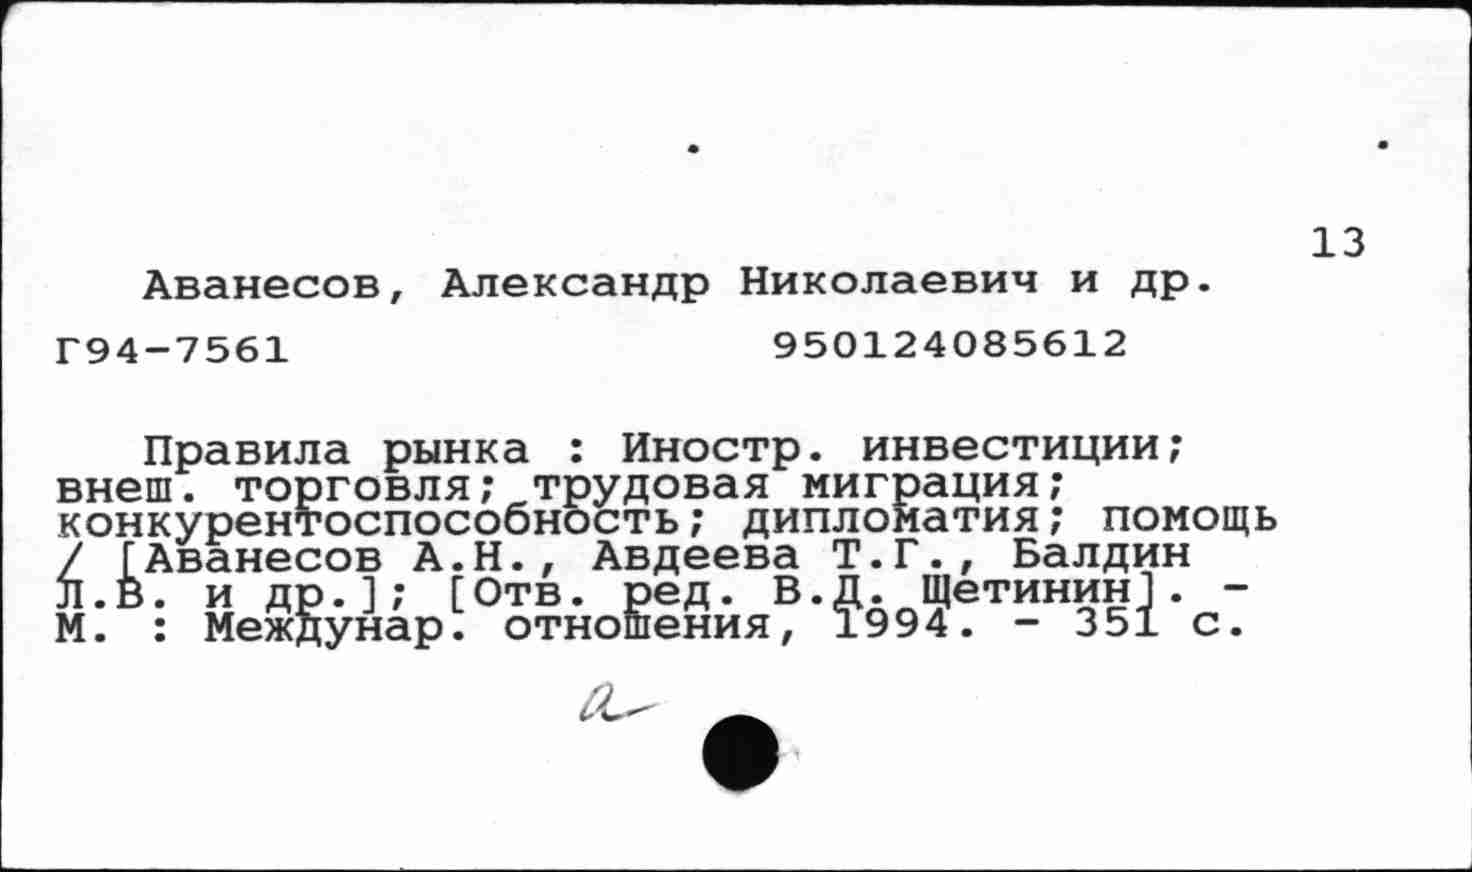 13
Аванесов, Александр Николаевич и др.
Г94-7561 950124085612
Правила рынка : Иностр. инвестиции;
внеш. торговля; трудовая миграция;
конкурентоспособность; дипломатия; помощь
/ [Аванесов А.Н., Авдеева Т.Г., Балдин
Л.В. и др.]; [Отв. ред. В.Д. Щетинин]. -
М. : Междунар. отношения, 1994. - 351 с.
а